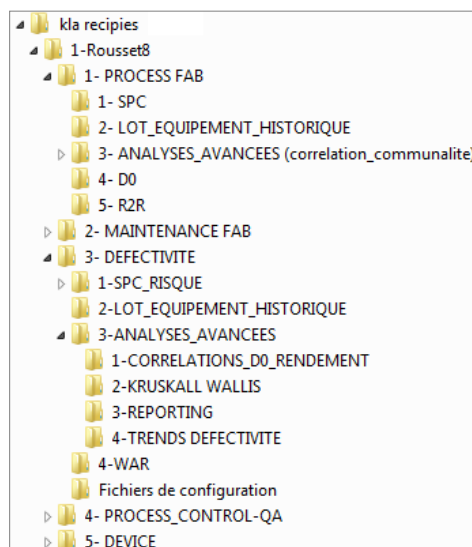 kla recipies
1-Rousset8
1- PROCESS FAB
1- SPC
2- LOT_EQUIPEMENT_HISTORIQUE
3- ANALYSES_AVANCEES (correlation_communalite)
4- D0
5- R2R
2- MAINTENANCE FAB
3- DEFECTIVITE
1-SPC_RISQUE
2-LOT_EQUIPEMENT_HISTORIQUE
3-ANALYSES_AVANCEES
1-CORRELATIONS_D0_RENDEMENT
2-KRUSKALL WALLIS
3-REPORTING
4-TRENDS DEFECTIVITE
4-WAR
Fichiers de configuration
4- PROCESS_CONTROL-QA
5- DEVICE